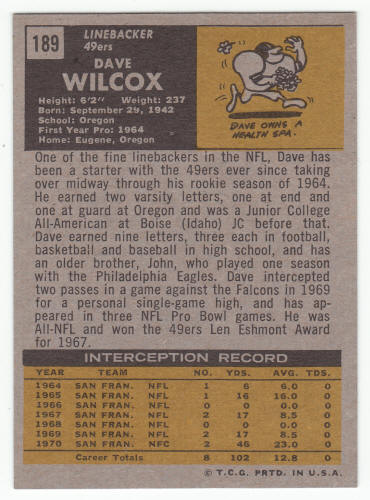 189
LINEBACKER
49ers
DAVE
WILCOX
Height: 6'2" Weight: 237
Born: September 29, 1942
School: Oregon
First Year Pro: 1964
Home: Eugene, Oregon
DAVE OWNS A
HEALTH SPA.
One of the fine linebackers in the NFL, Dave has
been a starter with the 49ers ever since taking
over midway through his rookie season of 1964.
He earned two varsity letters, one at end and
one at guard at Oregon and was a Junior College
All-American at Boise (Idaho) JC before that.
Dave earned nine letters, three each in football,
basketball and baseball in high school, and has
an older brother, John, who played one season
with the Philadelphia Eagles. Dave intercepted
two passes in a game against the Falcons in 1969
for a personal single-game high, and has ap-
peared in three NFL Pro Bowl games. He was
All-NFL and won the 49ers Len Eshmont Award
for 1967.
INTERCEPTION RECORD
YEAR TEAM NO. YDS. AVG. TDS.
1964 SAN FRAN. NFL 1 6 6.0 0
1965 SAN FRAN. NFL 1 16 16.0 0
1966 SAN FRAN. NFL 0 0 0 0
1967 SAN FRAN. NFL 2 17 8.5 0
1968 SAN FRAN. NFL 0 0 0 0
1969 SAN FRAN. NFL 2 17 8.5 0
1970 SAN FRAN. NFC 2 46 23.0 0
Career Totals 8 102 12.8 0
© T.C.G. PRTD. IN U.S.A.